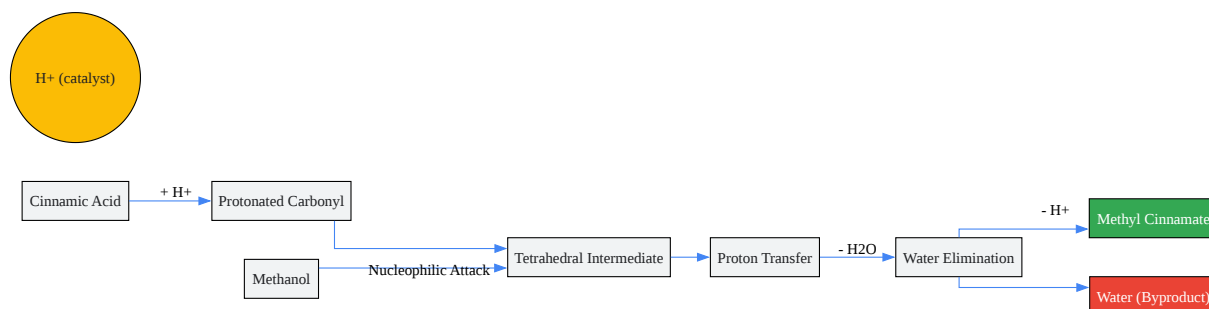 H+ (catalyst)
Cinnamic Acid
+ H+
Protonated Carbonyl
Methanol
Nucleophilic Attack
Tetrahedral Intermediate
Proton Transfer
- H2O
Water Elimination
- H+
Methyl Cinnamate
Water (Byproduct)